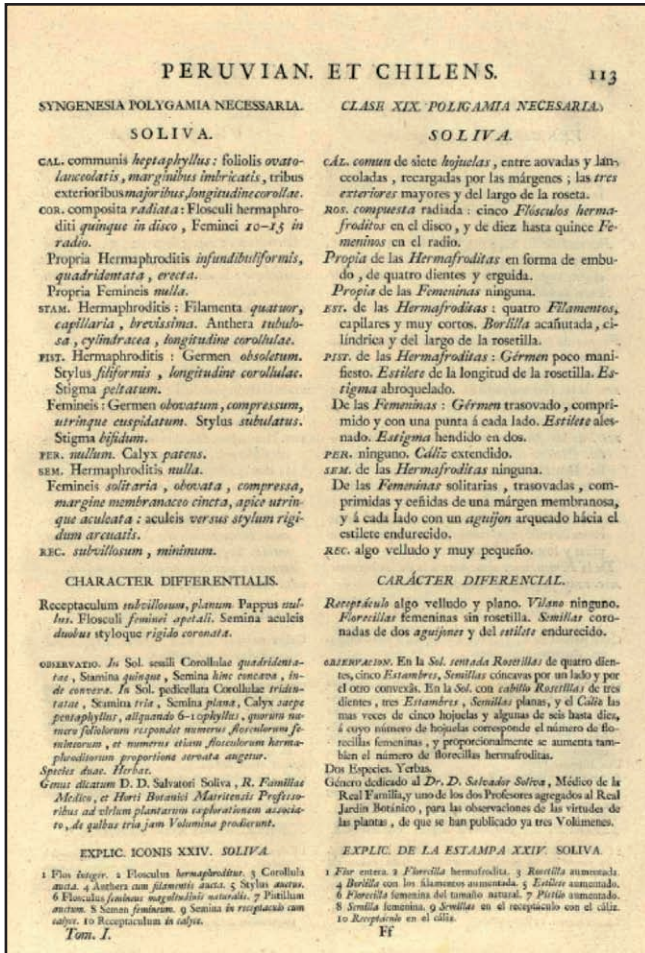 PERUVIAN. ET CHILENS. 113
SYNGENESIA POLYGAMIA NECESSARIA.
SOLIVA.
CAL. communis heptaphyllus : foliolis ovato-
lanceolatis, marginibus imbricatis, tribus
exterioribus majoribus, longitudine corollae.
COR. composita radiata : Flosculi hermaphro-
diti quinque in disco , Feminei 10-15 in
radio.
Propria Hermaphroditis infundibuliformis,
quadridentata , erecta.
Propria Femineis nulla.
STAM. Hermaphroditis : Filamenta quatuor,
capillaria , brevissima. Anthera tubulo-
sa , cylindracea , longitudine corollulae.
PIST. Hermaphroditis : Germen obsoletum.
Stylus filiformis , longitudine corollulae.
Stigma peltatum.
Femineis : Germen obovatum, compressum,
utrinque cuspidatum. Stylus subulatus.
Stigma bifidum.
PER. nullum. Calyx patens.
SEM. Hermaphroditis nulla.
Femineis solitaria , obovata , compressa,
margine membranaceo cincta, apice utrin-
que aculeata : aculeis versus stylum rigi-
dum arcuatis.
REC. subvillosum , minimum.
CHARACTER DIFFERENTIALIS.
Receptaculum subvillosum, planum. Pappus nul-
lus. Flosculi feminei apetali. Semina aculeis
duobus styloque rigido coronata.
OBSERVATIO. In Sol. sessili Corollulae quadridenta-
tae , Stamina quinque , Semina hinc concava , in-
de convexa. In Sol. pedicellata Corollulae triden-
tatae , Stamina tria , Semina plana , Calyx saepe
pentaphyllus , aliquando 6-10phyllus , quorum nu-
mero foliolorum respondet numerus flosculorum fe-
mineorum , et numerus etiam flosculorum herma-
phroditorum proportione servata augetur.
Species duae. Herbae.
Genus dicatum D. D. Salvatori Soliva , R. Familiae
Medico , et Horti Botanici Matritensis Professo-
ribus ad virium plantarum explorationem associa-
to , de quibus tria jam Volumina prodierunt.
EXPLIC. ICONIS XXIV. SOLIVA.
1 Flos integer. 2 Flosculus hermaphroditus. 3 Corollula
aucta. 4 Anthera cum filamentis aucta. 5 Stylus auctus.
6 Flosculus femineus magnitudinis naturalis. 7 Pistillum
auctum. 8 Semen femineum. 9 Semina in receptaculo cum
calyce. 10 Receptaculum in calyce.
Tom. I.
CLASE XIX. POLIGAMIA NECESARIA.
SOLIVA.
CÁL. comun de siete hojuelas , entre aovadas y lan-
ceoladas , recargadas por las márgenes ; las tres
exteriores mayores y del largo de la roseta.
ROS. compuesta radiada : cinco Flósculos herma-
froditos en el disco , y de diez hasta quince Fe-
meninos en el radio.
Propia de las Hermafroditas en forma de embu-
do , de quatro dientes y erguida.
Propia de las Femeninas ninguna.
EST. de las Hermafroditas : quatro Filamentos,
capilares y muy cortos. Borlilla acañutada, ci-
líndrica y del largo de la rosetilla.
PIST. de las Hermafroditas : Gérmen poco mani-
fiesto. Estilete de la longitud de la rosetilla. Es-
tigma abroquelado.
De las Femeninas : Gérmen trasovado , compri-
mido y con una punta á cada lado. Estilete ales-
nado. Estigma hendido en dos.
PER. ninguno. Cáliz extendido.
SEM. de las Hermafroditas ninguna.
De las Femeninas solitarias , trasovadas , com-
primidas y ceñidas de una márgen membranosa,
y á cada lado con un aguijon arqueado hácia el
estilete endurecido.
REC. algo velludo y muy pequeño.
CARÁCTER DIFERENCIAL.
Receptáculo algo velludo y plano. Vilano ninguno.
Florecillas femeninas sin rosetilla. Semillas coro-
nadas de dos aguijones y del estilete endurecido.
OBSERVACION. En la Sol. sentada Rosetillas de quatro dien-
tes, cinco Estambres, Semillas cóncavas por un lado y por
el otro convexâs. En la Sol. con cabillo Rosetillas de tres
dientes , tres Estambres , Semillas planas, y el Cáliz las
mas veces de cinco hojuelas y algunas de seis hasta diez,
á cuyo número de hojuelas corresponde el número de flo-
recillas femeninas , y proporcionalmente se aumenta tam-
bien el número de florecillas hermafroditas.
Dos Especies. Yerbas.
Género dedicado al Dr. D. Salvador Soliva , Médico de la
Real Familia, y uno de los dos Profesores agregados al Real
Jardin Botánico , para las observaciones de las virtudes de
las plantas , de que se han publicado ya tres Volúmenes.
EXPLIC. DE LA ESTAMPA XXIV. SOLIVA.
1 Flor entera. 2 Florecilla hermafrodita. 3 Rosetilla aumentada.
4 Borlilla con los filamentos aumentada. 5 Estilete aumentado.
6 Florecilla femenina del tamaño natural. 7 Pistilo aumentado.
8 Semilla femenina. 9 Semillas en el receptáculo con el cáliz.
10 Receptáculo en el cáliz.
Ff